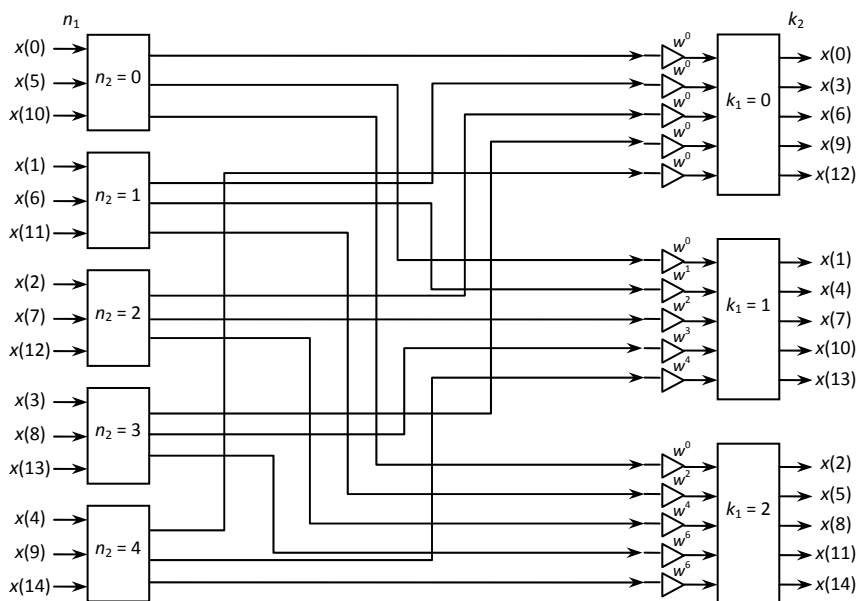 n₁ k₂
x(0)
x(5)
x(10)
n₂ = 0
x(1)
x(6)
x(11)
n₂ = 1
x(2)
x(7)
x(12)
n₂ = 2
x(3)
x(8)
x(13)
n₂ = 3
x(4)
x(9)
x(14)
n₂ = 4
w⁰
w⁰
w⁰
w⁰
w⁰
k₁ = 0
x(0)
x(3)
x(6)
x(9)
x(12)
w⁰
w¹
w²
w³
w⁴
k₁ = 1
x(1)
x(4)
x(7)
x(10)
x(13)
w⁰
w²
w⁴
w⁶
w⁶
k₁ = 2
x(2)
x(5)
x(8)
x(11)
x(14)